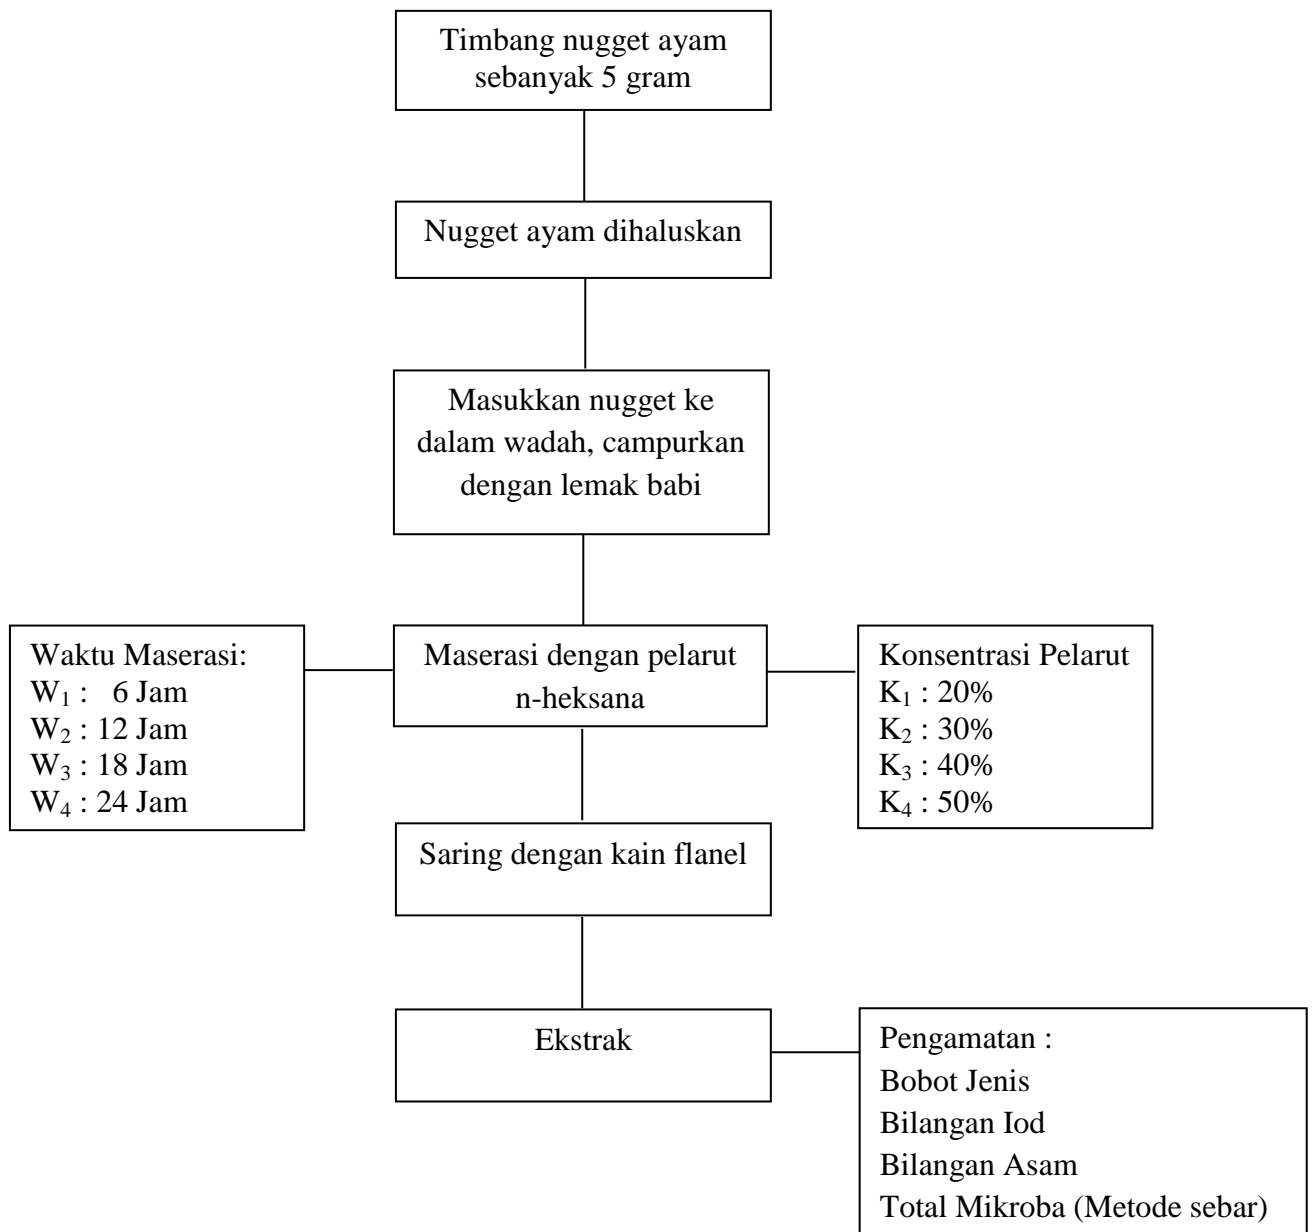 Timbang nugget ayam
sebanyak 5 gram
Nugget ayam dihaluskan
Masukkan nugget ke
dalam wadah, campurkan
dengan lemak babi
Waktu Maserasi:
W₁ : 6 Jam
W₂ : 12 Jam
W₃ : 18 Jam
W₄ : 24 Jam
Maserasi dengan pelarut
n-heksana
Konsentrasi Pelarut
K₁ : 20%
K₂ : 30%
K₃ : 40%
K₄ : 50%
Saring dengan kain flanel
Ekstrak
Pengamatan :
Bobot Jenis
Bilangan Iod
Bilangan Asam
Total Mikroba (Metode sebar)